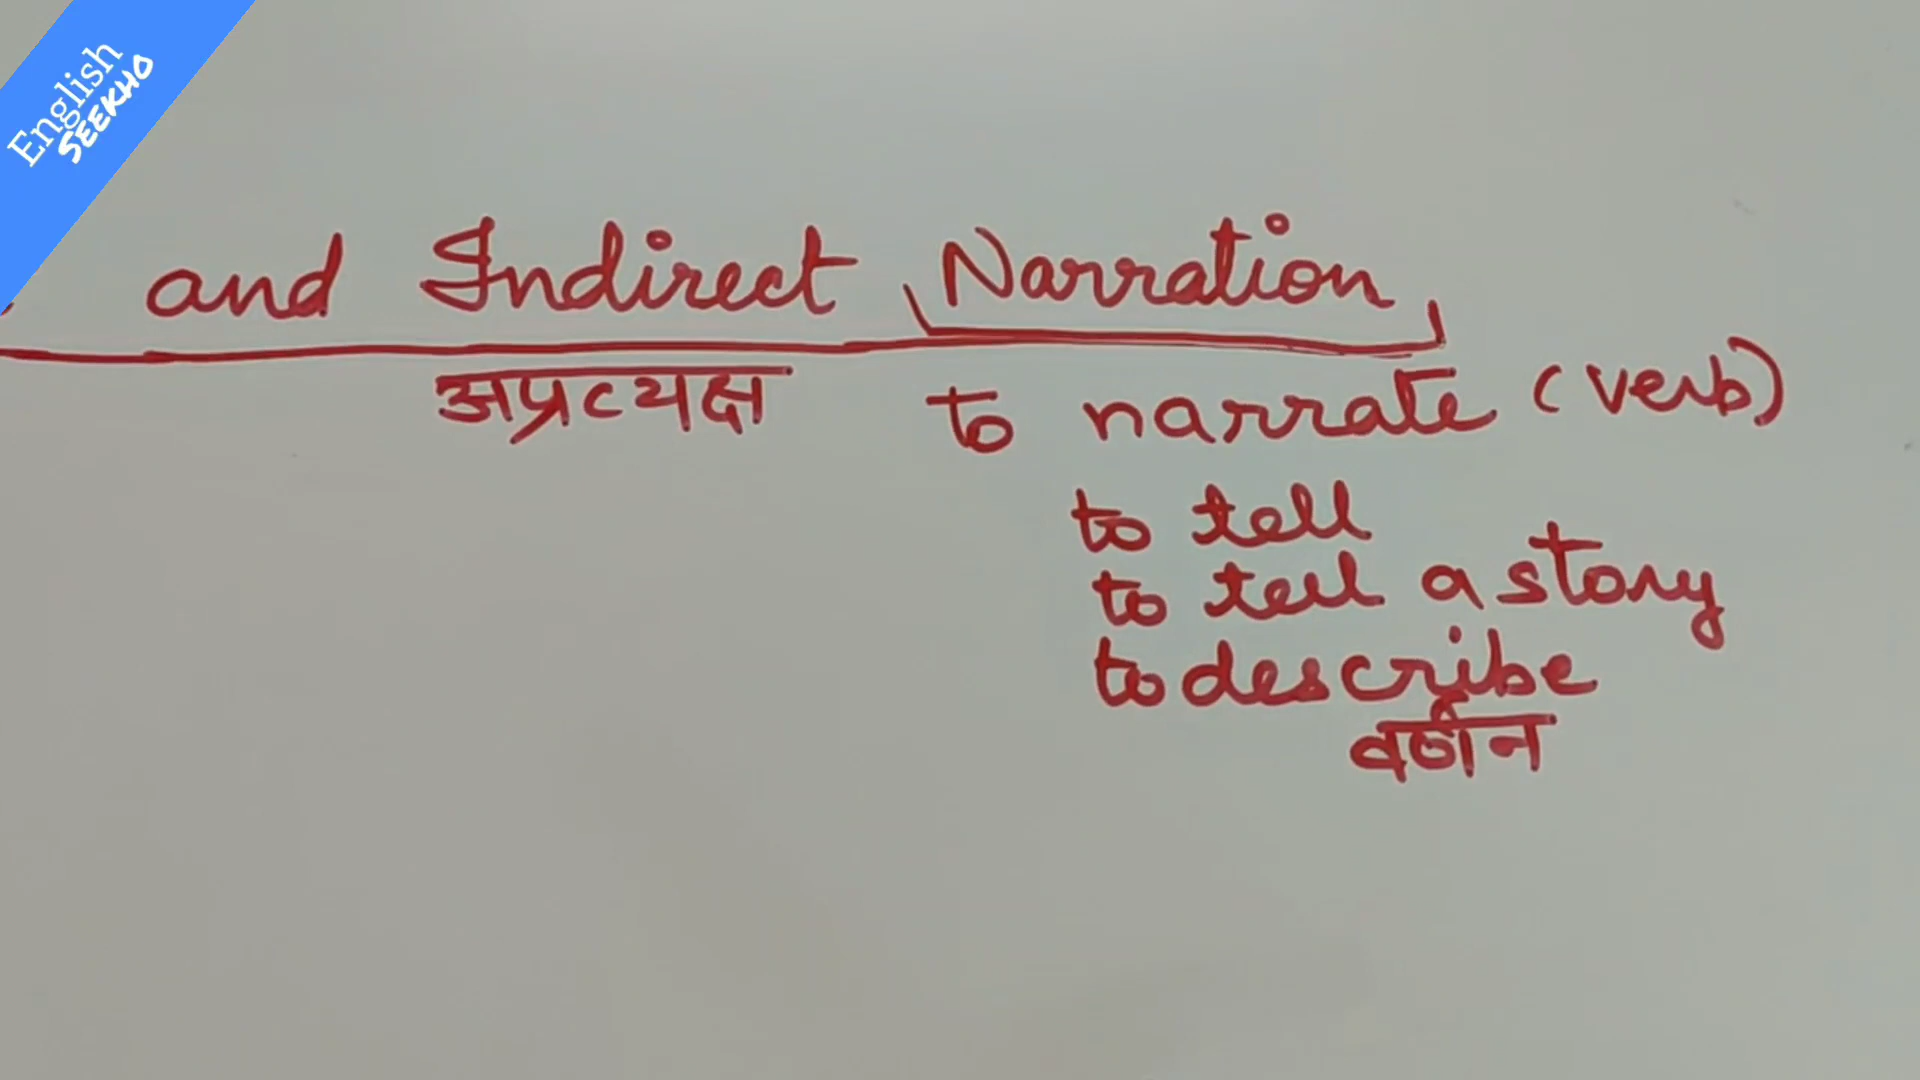 English
SEEKHO
and Indirect Narration
अप्रत्यक्ष to narrate (verb)
to tell
to tell a story
to describe
वर्णन